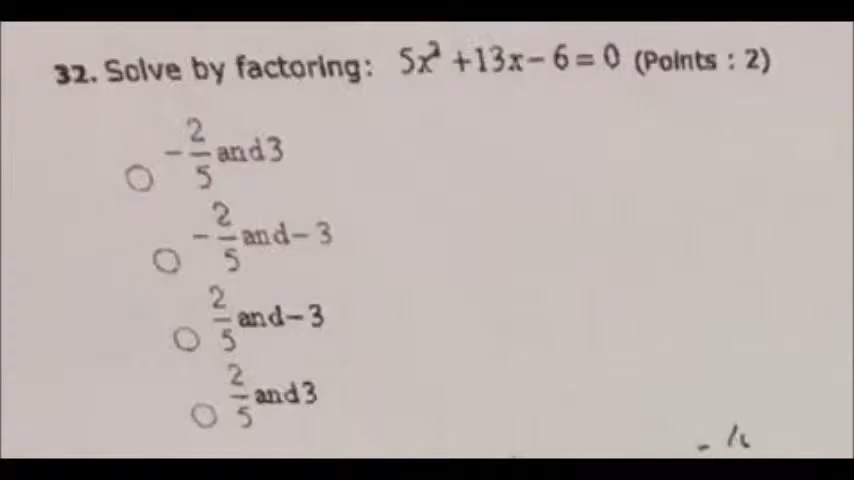 32. Solve by factoring: 5x² +13x - 6 = 0 (Points : 2)
- 2/5 and 3
- 2/5 and - 3
2/5 and - 3
2/5 and 3